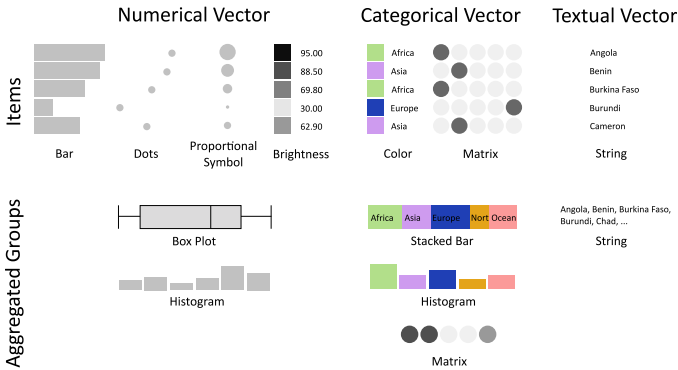 Numerical Vector
Categorical Vector
Textual Vector
Items
95.00
88.50
69.80
30.00
62.90
Africa
Asia
Africa
Europe
Asia
Angola
Benin
Burkina Faso
Burundi
Cameron
Bar
Dots
Proportional
Symbol
Brightness
Color
Matrix
String
Aggregated Groups
Box Plot
Africa
Asia
Europe
Nort
Ocean
Stacked Bar
Angola, Benin, Burkina Faso,
Burundi, Chad, ...
String
Histogram
Histogram
Matrix